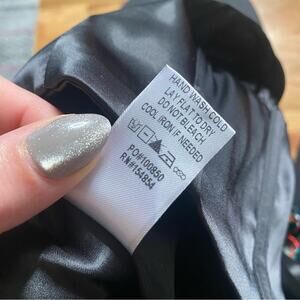 HAND WASH COLD
LAY FLAT TO DRY
DO NOT BLEACH
COOL IRON IF NEEDED
PO#100850
RN#154854